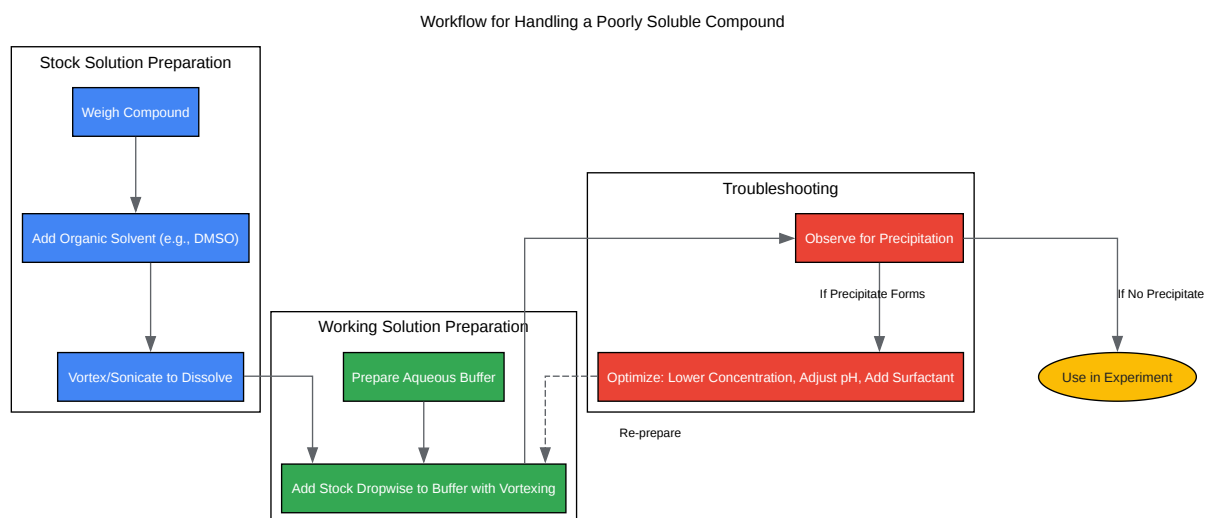 Workflow for Handling a Poorly Soluble Compound
Stock Solution Preparation
Weigh Compound
Add Organic Solvent (e.g., DMSO)
Vortex/Sonicate to Dissolve
Working Solution Preparation
Prepare Aqueous Buffer
Add Stock Dropwise to Buffer with Vortexing
Troubleshooting
Observe for Precipitation
If Precipitate Forms
Optimize: Lower Concentration, Adjust pH, Add Surfactant
Re-prepare
If No Precipitate
Use in Experiment